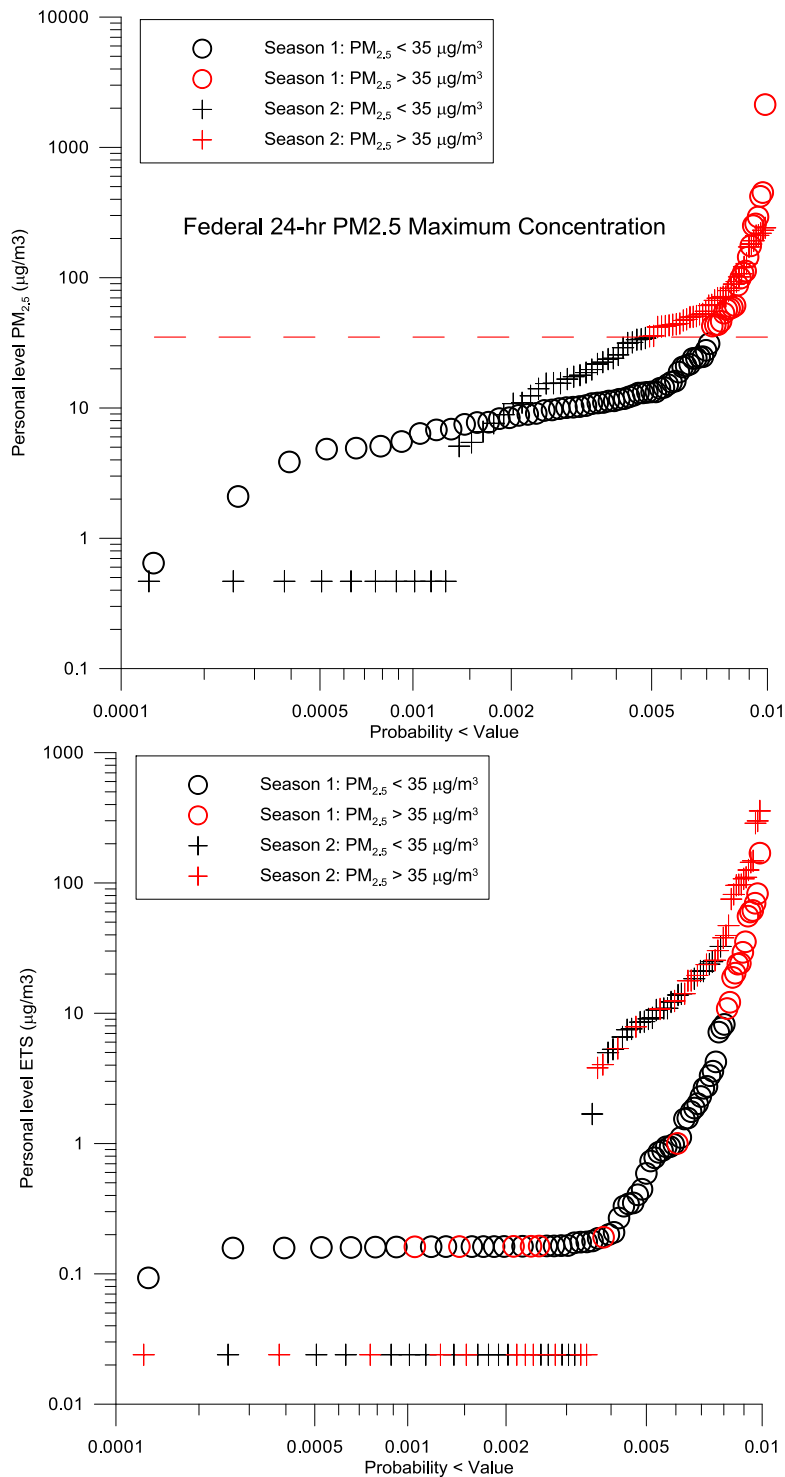 10000
Season 1: PM2.5 < 35 μg/m³
Season 1: PM2.5 > 35 μg/m³
Season 2: PM2.5 < 35 μg/m³
Season 2: PM2.5 > 35 μg/m³
1000
Federal 24-hr PM2.5 Maximum Concentration
100
Personal level PM2.5 (μg/m3)
10
1
0.1
0.0001
0.0005
0.001
0.002
0.005
0.01
Probability < Value
1000
Season 1: PM2.5 < 35 μg/m³
Season 1: PM2.5 > 35 μg/m³
Season 2: PM2.5 < 35 μg/m³
Season 2: PM2.5 > 35 μg/m³
100
Personal level ETS (μg/m3)
10
1
0.1
0.01
0.0001
0.0005
0.001
0.002
0.005
0.01
Probability < Value